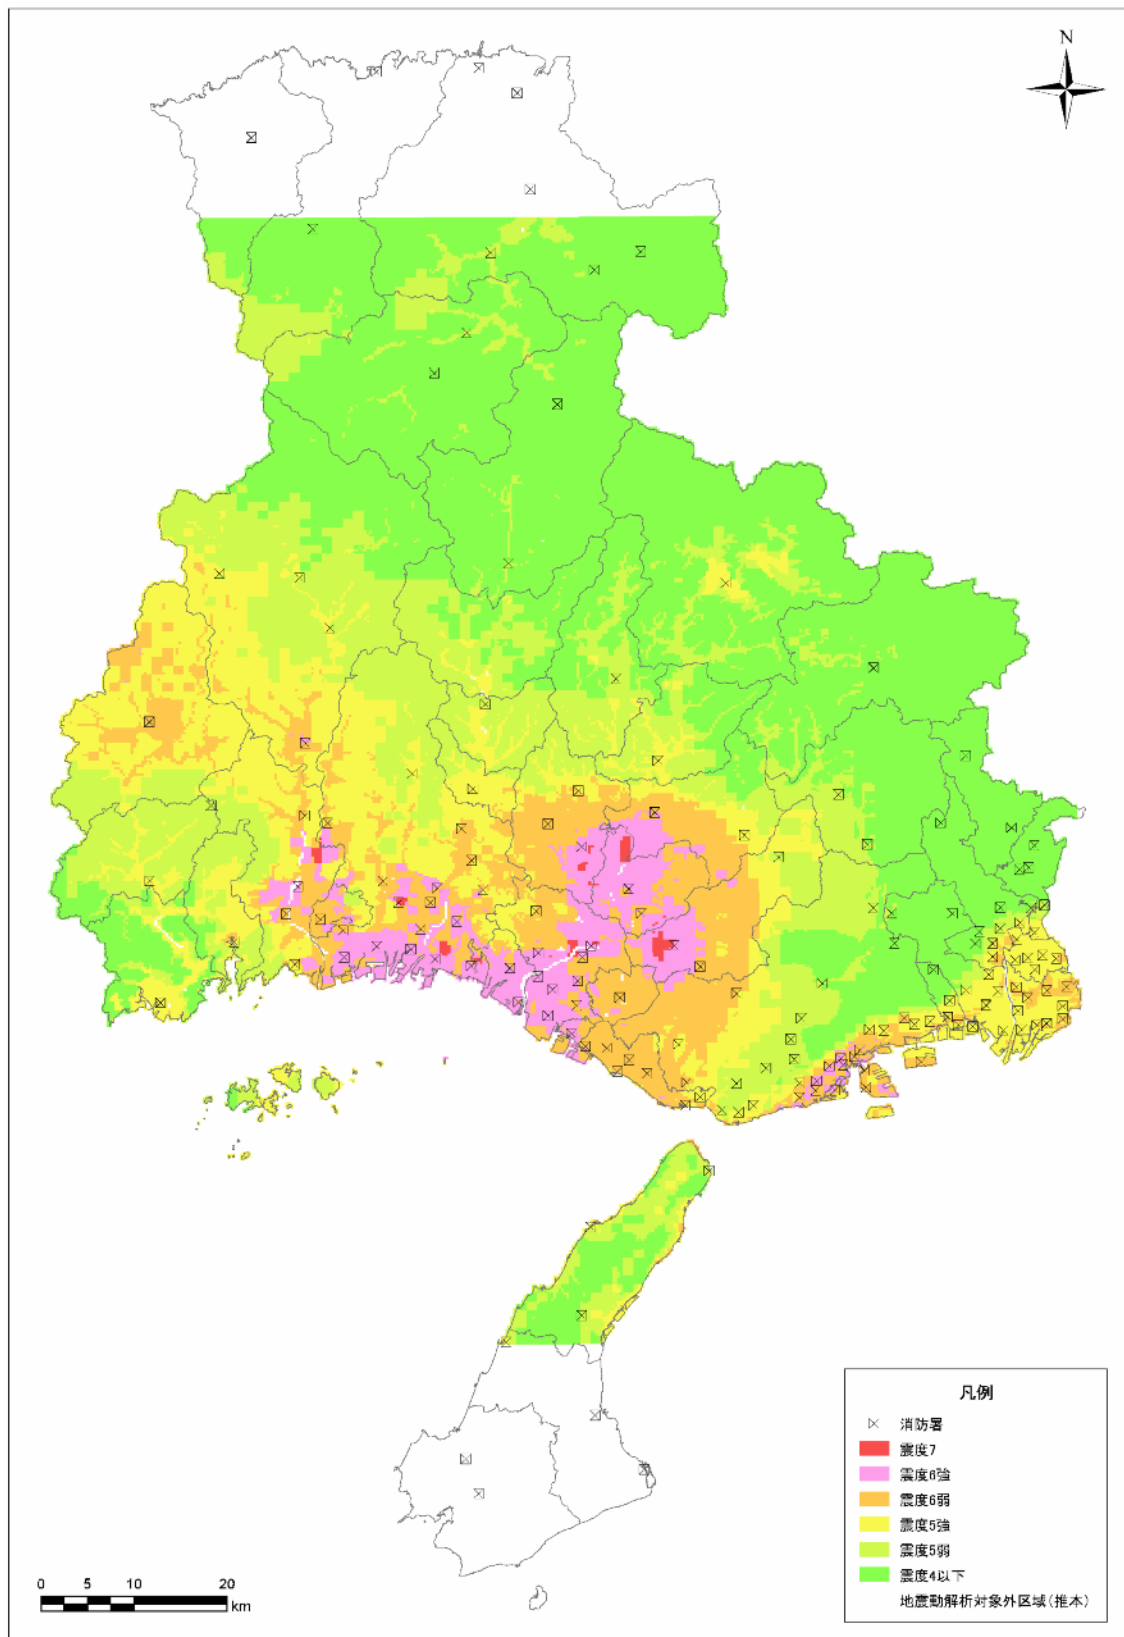 N
凡例
消防署
震度7
震度6強
震度6弱
震度5強
震度5弱
震度4以下
地震動解析対象外区域(推本)
0 5 10 20
km